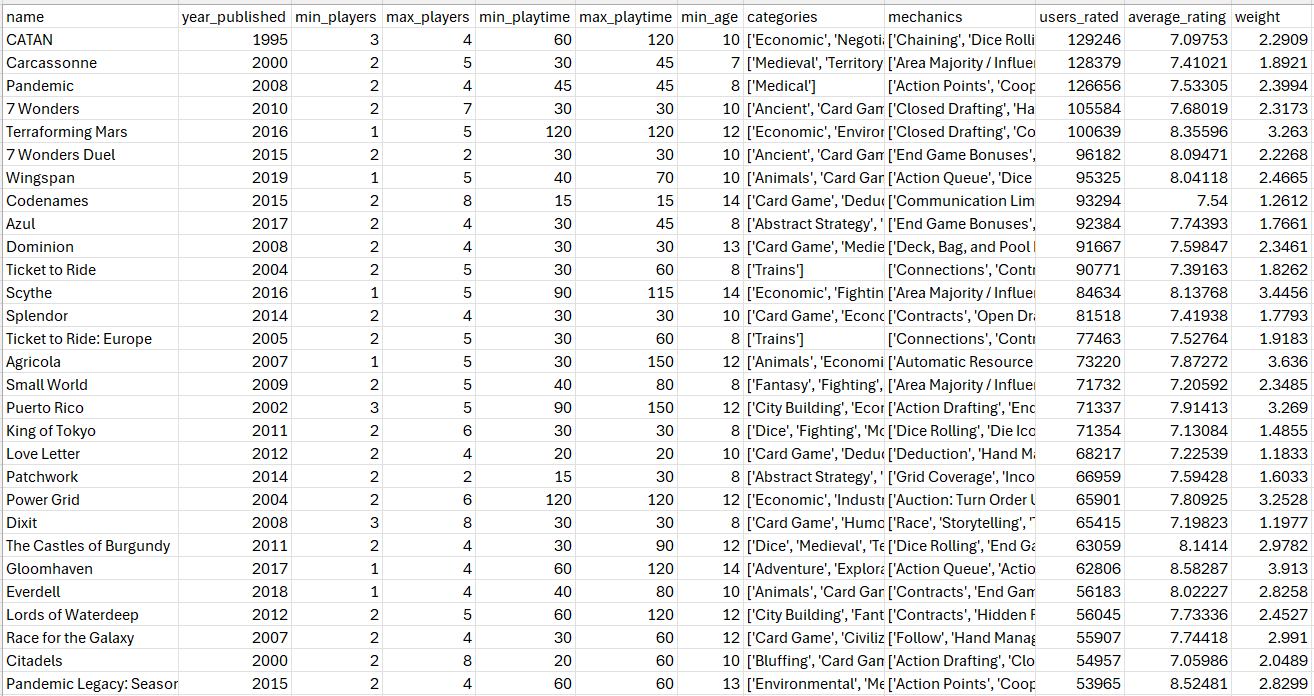 name year_published min_players max_players min_playtime max_playtime min_age categories mechanics users_rated average_rating weight
CATAN 1995 3 4 60 120 10 ['Economic', 'Negoti ['Chaining', 'Dice Rolli 129246 7.09753 2.2909
Carcassonne 2000 2 5 30 45 7 ['Medieval', 'Territory ['Area Majority / Influer 128379 7.41021 1.8921
Pandemic 2008 2 4 45 45 8 ['Medical'] ['Action Points', 'Coop 126656 7.53305 2.3994
7 Wonders 2010 2 7 30 30 10 ['Ancient', 'Card Gam ['Closed Drafting', 'Ha 105584 7.68019 2.3173
Terraforming Mars 2016 1 5 120 120 12 ['Economic', 'Environ ['Closed Drafting', 'Co 100639 8.35596 3.263
7 Wonders Duel 2015 2 2 30 30 10 ['Ancient', 'Card Gam ['End Game Bonuses', 96182 8.09471 2.2268
Wingspan 2019 1 5 40 70 10 ['Animals', 'Card Gam ['Action Queue', 'Dice 95325 8.04118 2.4665
Codenames 2015 2 8 15 15 14 ['Card Game', 'Deduc ['Communication Lim 93294 7.54 1.2612
Azul 2017 2 4 30 45 8 ['Abstract Strategy', ' ['End Game Bonuses', 92384 7.74393 1.7661
Dominion 2008 2 4 30 30 13 ['Card Game', 'Medie ['Deck, Bag, and Pool 91667 7.59847 2.3461
Ticket to Ride 2004 2 5 30 60 8 ['Trains'] ['Connections', 'Contr 90771 7.39163 1.8262
Scythe 2016 1 5 90 115 14 ['Economic', 'Fightin ['Area Majority / Influer 84634 8.13768 3.4456
Splendor 2014 2 4 30 30 10 ['Card Game', 'Econo ['Contracts', 'Open Dra 81518 7.41938 1.7793
Ticket to Ride: Europe 2005 2 5 30 60 8 ['Trains'] ['Connections', 'Contr 77463 7.52764 1.9183
Agricola 2007 1 5 30 150 12 ['Animals', 'Economi ['Automatic Resource 73220 7.87272 3.636
Small World 2009 2 5 40 80 8 ['Fantasy', 'Fighting', ['Area Majority / Influer 71732 7.20592 2.3485
Puerto Rico 2002 3 5 90 150 12 ['City Building', 'Econ ['Action Drafting', 'End 71337 7.91413 3.269
King of Tokyo 2011 2 6 30 30 8 ['Dice', 'Fighting', 'Mo ['Dice Rolling', 'Die Ico 71354 7.13084 1.4855
Love Letter 2012 2 4 20 20 10 ['Card Game', 'Deduc ['Deduction', 'Hand Ma 68217 7.22539 1.1833
Patchwork 2014 2 2 15 30 8 ['Abstract Strategy', ' ['Grid Coverage', 'Inco 66959 7.59428 1.6033
Power Grid 2004 2 6 120 120 12 ['Economic', 'Industr ['Auction: Turn Order U 65901 7.80925 3.2528
Dixit 2008 3 8 30 30 8 ['Card Game', 'Humo ['Race', 'Storytelling', ' 65415 7.19823 1.1977
The Castles of Burgundy 2011 2 4 30 90 12 ['Dice', 'Medieval', 'Te ['Dice Rolling', 'End Ga 63059 8.1414 2.9782
Gloomhaven 2017 1 4 60 120 14 ['Adventure', 'Explora ['Action Queue', 'Actio 62806 8.58287 3.913
Everdell 2018 1 4 40 80 10 ['Animals', 'Card Gam ['Contracts', 'End Gam 56183 8.02227 2.8258
Lords of Waterdeep 2012 2 5 60 120 12 ['City Building', 'Fant ['Contracts', 'Hidden F 56045 7.73336 2.4527
Race for the Galaxy 2007 2 4 30 60 12 ['Card Game', 'Civiliz ['Follow', 'Hand Manag 55907 7.74418 2.991
Citadels 2000 2 8 20 60 10 ['Bluffing', 'Card Gam ['Action Drafting', 'Clo 54957 7.05986 2.0489
Pandemic Legacy: Season 2015 2 4 60 60 13 ['Environmental', 'Me ['Action Points', 'Coop 53965 8.52481 2.8299